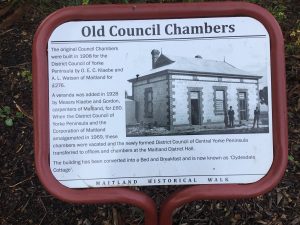 Old Council Chambers
The original Council Chambers
were built in 1908 for the
District Council of Yorke
Peninsula by G. E. C. Klaebe and
A. L. Watson of Maitland for
£276.
A veranda was added in 1928
by Messrs Klaebe and Gordon,
carpenters of Maitland, for £60.
When the District Council of
Yorke Peninsula and the
Corporation of Maitland
amalgamated in 1969, these
chambers were vacated and the newly formed District Council of Central Yorke Peninsula
transferred to offices and chambers at the Maitland District Hall.
The building has been converted into a Bed and Breakfast and is now known as 'Clydesdale
Cottage'.
MAITLAND HISTORICAL WALK